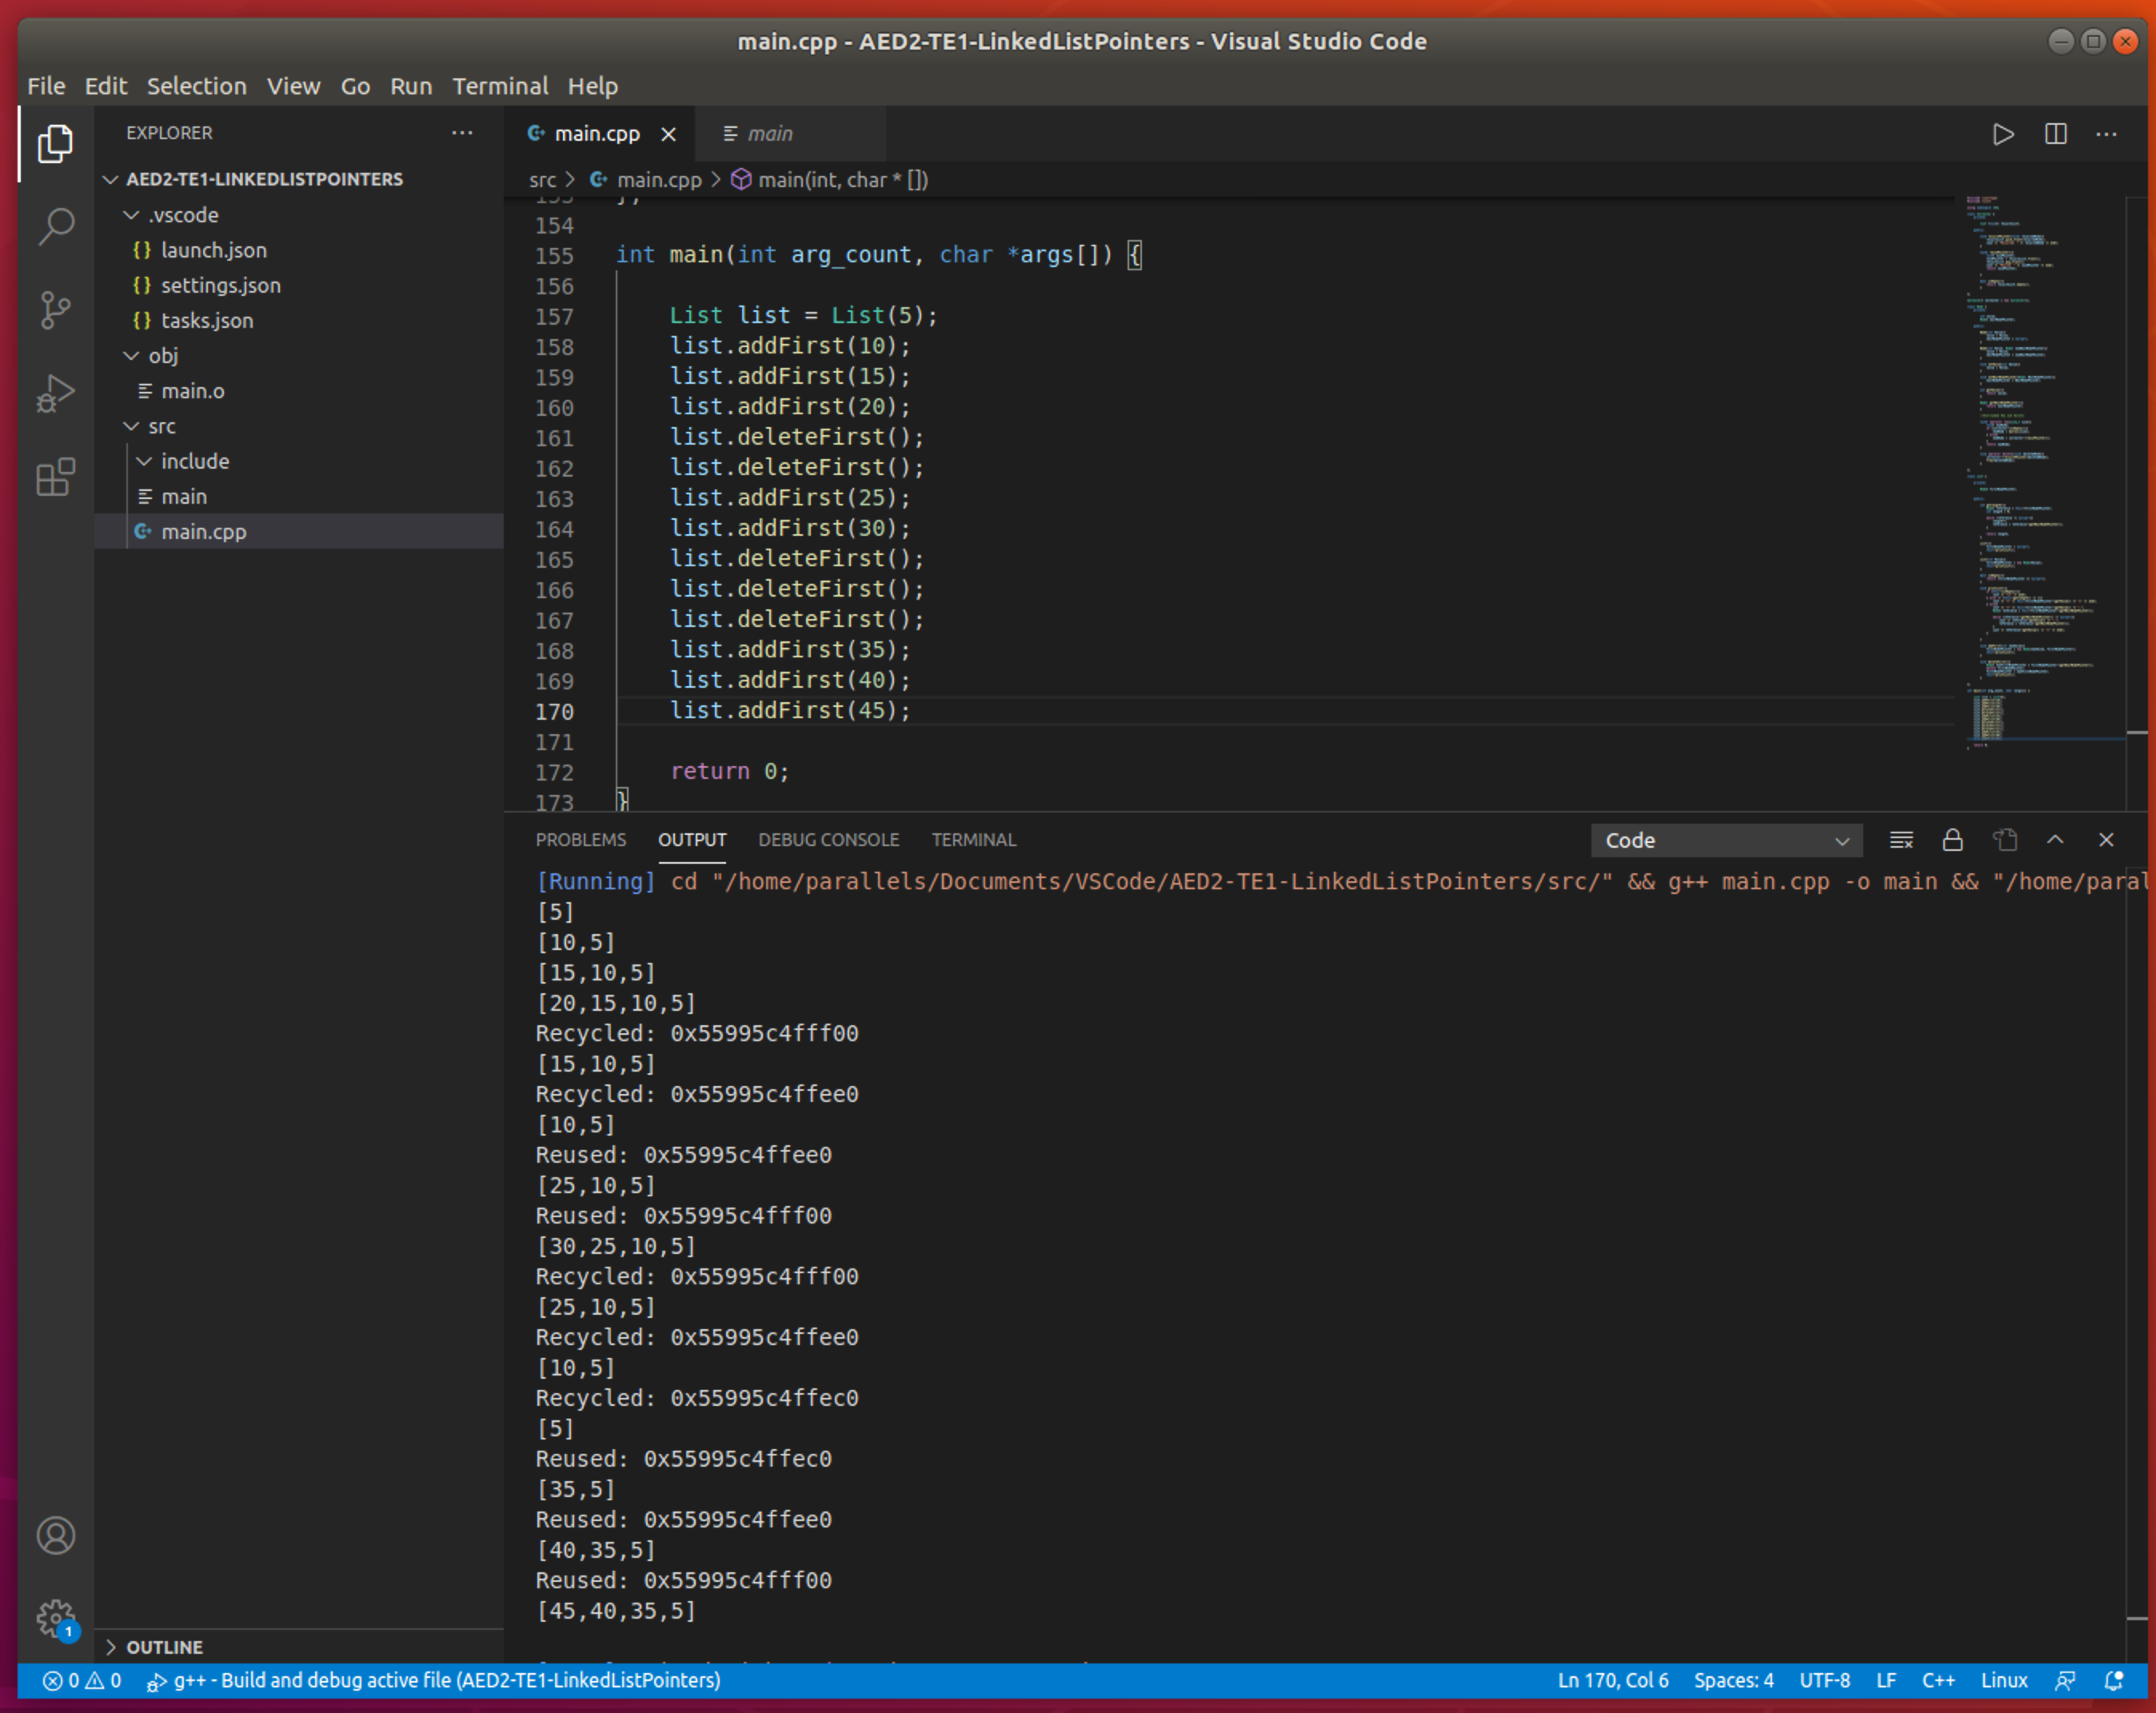 main.cpp - AED2-TE1-LinkedListPointers - Visual Studio Code
File Edit Selection View Go Run Terminal Help
EXPLORER
AED2-TE1-LINKEDLISTPOINTERS
.vscode
{} launch.json
{} settings.json
{} tasks.json
obj
main.o
src
include
main
main.cpp
OUTLINE
main.cpp main
src > main.cpp > main(int, char * [])
153 };
154
155 int main(int arg_count, char *args[]) {
156
157 List list = List(5);
158 list.addFirst(10);
159 list.addFirst(15);
160 list.addFirst(20);
161 list.deleteFirst();
162 list.deleteFirst();
163 list.addFirst(25);
164 list.addFirst(30);
165 list.deleteFirst();
166 list.deleteFirst();
167 list.deleteFirst();
168 list.addFirst(35);
169 list.addFirst(40);
170 list.addFirst(45);
171
172 return 0;
173 }
PROBLEMS OUTPUT DEBUG CONSOLE TERMINAL Code
[Running] cd "/home/parallels/Documents/VSCode/AED2-TE1-LinkedListPointers/src/" && g++ main.cpp -o main && "/home/paral
[5]
[10,5]
[15,10,5]
[20,15,10,5]
Recycled: 0x55995c4fff00
[15,10,5]
Recycled: 0x55995c4ffee0
[10,5]
Reused: 0x55995c4ffee0
[25,10,5]
Reused: 0x55995c4fff00
[30,25,10,5]
Recycled: 0x55995c4fff00
[25,10,5]
Recycled: 0x55995c4ffee0
[10,5]
Recycled: 0x55995c4ffec0
[5]
Reused: 0x55995c4ffec0
[35,5]
Reused: 0x55995c4ffee0
[40,35,5]
Reused: 0x55995c4fff00
[45,40,35,5]
1
0 0 g++ - Build and debug active file (AED2-TE1-LinkedListPointers) Ln 170, Col 6 Spaces: 4 UTF-8 LF C++ Linux